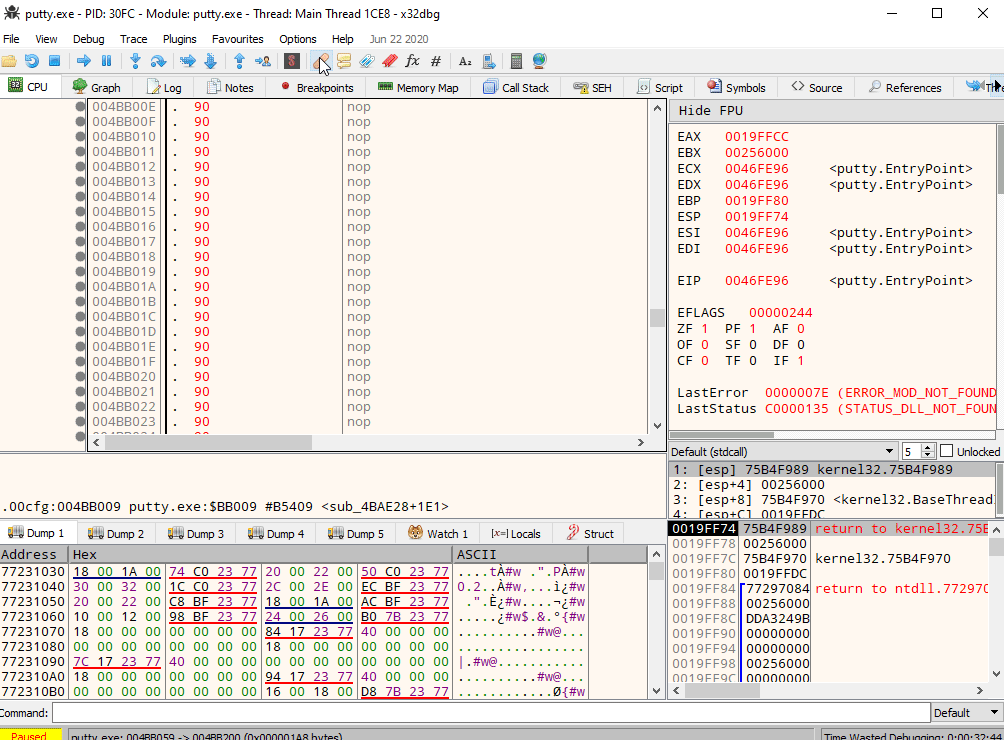 putty.exe - PID: 30FC - Module: putty.exe - Thread: Main Thread 1CE8 - x32dbg
File View Debug Trace Plugins Favourites Options Help Jun 22 2020
CPU Graph Log Notes Breakpoints Memory Map Call Stack SEH Script Symbols Source References
004BB00E . 90 nop
004BB00F . 90 nop
004BB010 . 90 nop
004BB011 . 90 nop
004BB012 . 90 nop
004BB013 . 90 nop
004BB014 . 90 nop
004BB015 . 90 nop
004BB016 . 90 nop
004BB017 . 90 nop
004BB018 . 90 nop
004BB019 . 90 nop
004BB01A . 90 nop
004BB01B . 90 nop
004BB01C . 90 nop
004BB01D . 90 nop
004BB01E . 90 nop
004BB01F . 90 nop
004BB020 . 90 nop
004BB021 . 90 nop
004BB022 . 90 nop
004BB023 . 90 nop
Hide FPU
EAX 0019FFCC
EBX 00256000
ECX 0046FE96 <putty.EntryPoint>
EDX 0046FE96 <putty.EntryPoint>
EBP 0019FF80
ESP 0019FF74
ESI 0046FE96 <putty.EntryPoint>
EDI 0046FE96 <putty.EntryPoint>
EIP 0046FE96 <putty.EntryPoint>
EFLAGS 00000244
ZF 1 PF 1 AF 0
OF 0 SF 0 DF 0
CF 0 TF 0 IF 1
LastError 0000007E (ERROR_MOD_NOT_FOUND
LastStatus C0000135 (STATUS_DLL_NOT_FOUN
Default (stdcall) 5 Unlocked
1: [esp] 75B4F989 kernel32.75B4F989
2: [esp+4] 00256000
3: [esp+8] 75B4F970 <kernel32.BaseThread
4: [esp+C] 0019FFDC
.00cfg:004BB009 putty.exe:$BB009 #B5409 <sub_4BAE28+1E1>
Dump 1 Dump 2 Dump 3 Dump 4 Dump 5 Watch 1 [x=] Locals Struct
Address Hex ASCII
77231030 18 00 1A 00 74 C0 23 77 20 00 22 00 50 C0 23 77 ....tÀ#w .".PÀ#w
77231040 30 00 32 00 1C C0 23 77 2C 00 2E 00 EC BF 23 77 0.2..À#w,...ì¿#w
77231050 20 00 22 00 C8 BF 23 77 18 00 1A 00 AC BF 23 77 .".È¿#w....¬¿#w
77231060 10 00 12 00 98 BF 23 77 24 00 26 00 B0 7B 23 77 .....¿#w$.&.°{#w
77231070 18 00 00 00 00 00 00 00 84 17 23 77 40 00 00 00 ..........#w@...
77231080 00 00 00 00 00 00 00 00 18 00 00 00 00 00 00 00 ................
77231090 7C 17 23 77 40 00 00 00 00 00 00 00 00 00 00 00 |.#w@...........
772310A0 18 00 00 00 00 00 00 00 94 17 23 77 40 00 00 00 ..........#w@...
772310B0 00 00 00 00 00 00 00 00 16 00 18 00 D8 7B 23 77 ............Ø{#w
0019FF74 75B4F989 return to kernel32.75B
0019FF78 00256000
0019FF7C 75B4F970 kernel32.75B4F970
0019FF80 0019FFDC
0019FF84 77297084 return to ntdll.772970
0019FF88 00256000
0019FF8C DDA3249B
0019FF90 00000000
0019FF94 00000000
0019FF98 00256000
0019FF9C 00000000
Command: Default
Paused putty.exe: 004BB059 -> 004BB200 (0x000001A8 bytes) Time Wasted Debugging: 0:00:32:44